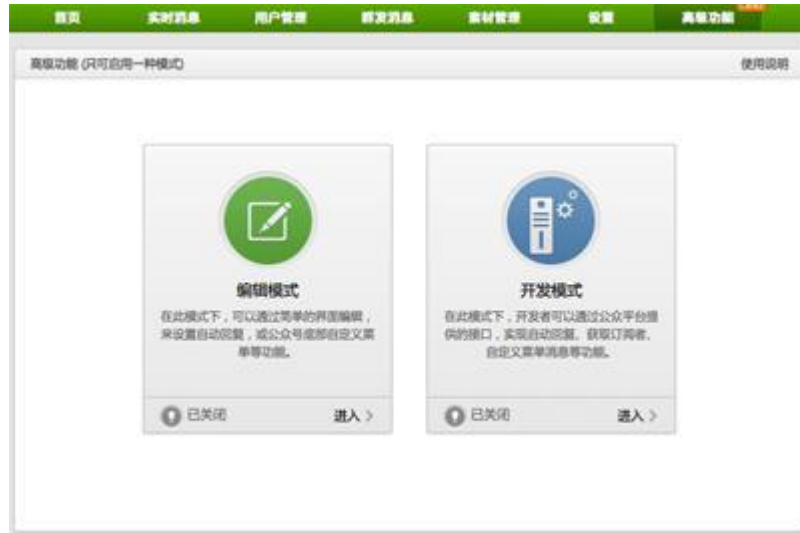 首页 实时消息 用户管理 群发消息 素材管理 设置 高级功能
高级功能 (只可启用一种模式) 使用说明
编辑模式
在此模式下，可以通过简单的界面编辑，
来设置自动回复，或公众号底部自定义菜
单等功能。
已关闭 进入 >
开发模式
在此模式下，开发者可以通过公众平台提
供的接口，实现自动回复、获取订阅者、
自定义菜单消息等功能。
已关闭 进入 >